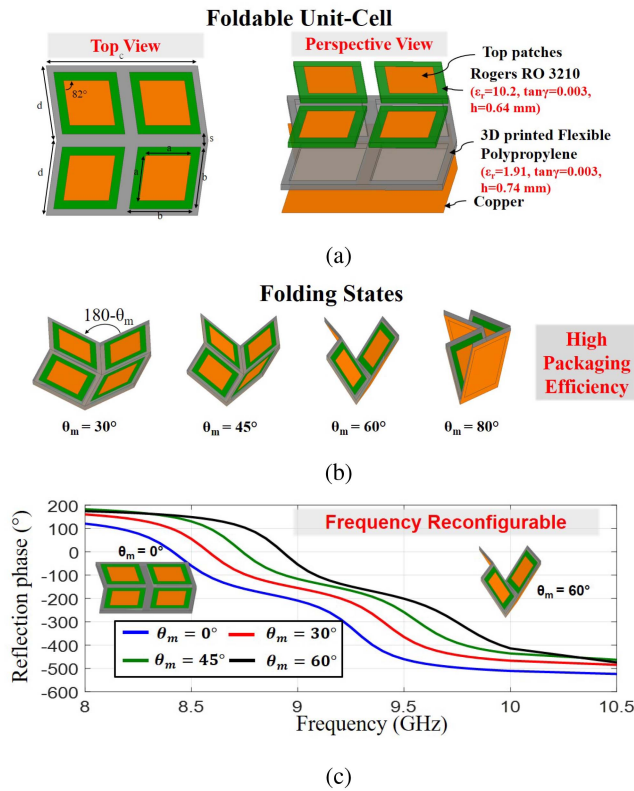 Foldable Unit-Cell
Top View
Perspective View
c
d
82°
d
s
a
a
b
b
Top patches
Rogers RO 3210
(εr=10.2, tanγ=0.003,
h=0.64 mm)
3D printed Flexible
Polypropylene
(εr=1.91, tanγ=0.003,
h=0.74 mm)
Copper
(a)
Folding States
180-θm
θm = 30°
θm = 45°
θm = 60°
θm = 80°
High
Packaging
Efficiency
(b)
Frequency Reconfigurable
Reflection phase (°)
200
100
0
-100
-200
-300
-400
-500
-600
θm = 0°
θm = 60°
θm = 0° θm = 30°
θm = 45° θm = 60°
8 8.5 9 9.5 10 10.5
Frequency (GHz)
(c)